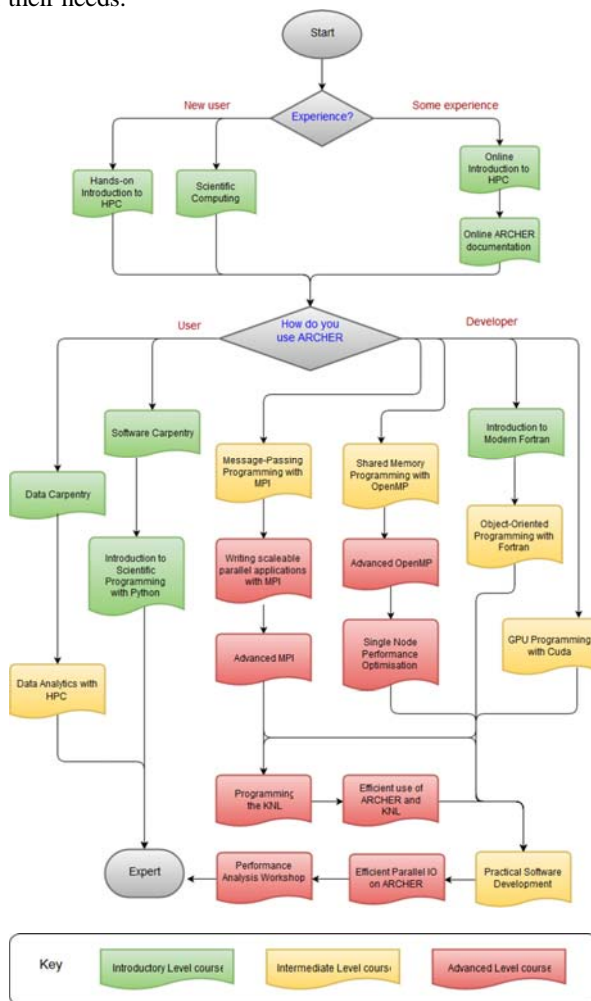 their needs.
Start
New user
Experience?
Some experience
Hands-on
Introduction to
HPC
Scientific
Computing
Online
Introduction to
HPC
Online ARCHER
documentation
User
How do you
use ARCHER
Developer
Data Carpentry
Software Carpentry
Message-Passing
Programming with
MPI
Shared Memory
Programming with
OpenMP
Introduction to
Modern Fortran
Introduction to
Scientific
Programming
with Python
Writing scaleable
parallel applications
with MPI
Advanced OpenMP
Object-Oriented
Programming with
Fortran
Data Analytics with
HPC
Advanced MPI
Single Node
Performance
Optimisation
GPU Programming
with Cuda
Programming
the KNL
Efficient use of
ARCHER and
KNL
Expert
Performance
Analysis Workshop
Efficient Parallel IO
on ARCHER
Practical Software
Development
Key
Introductory Level course
Intermediate Level course
Advanced Level course